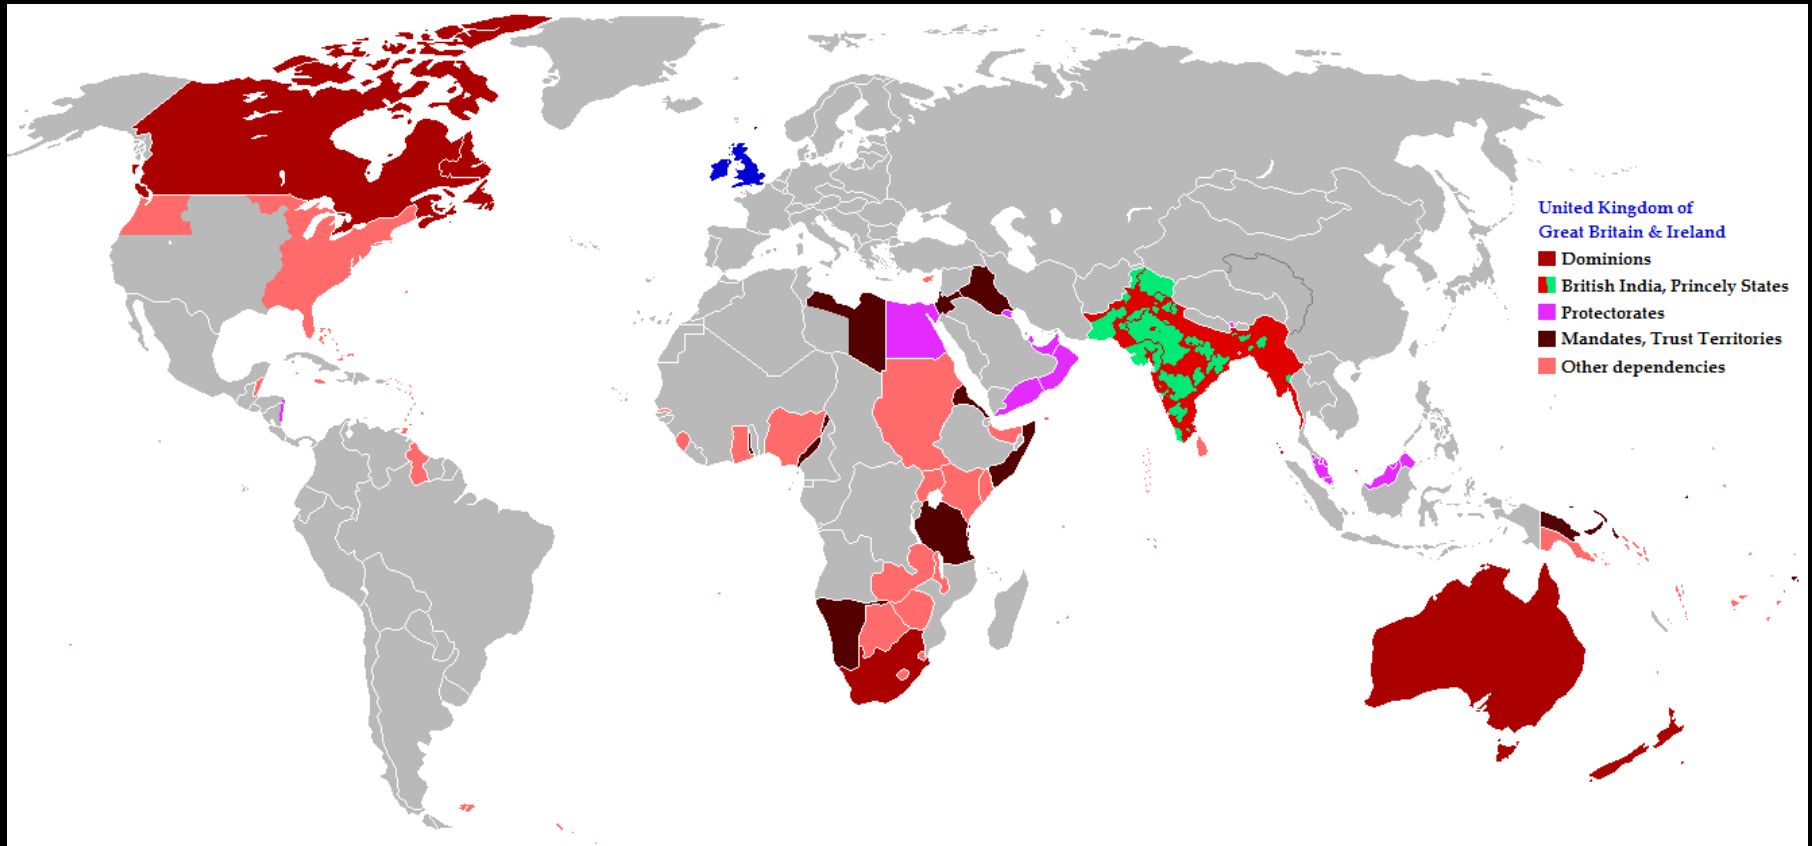 United Kingdom of
Great Britain & Ireland
Dominions
British India, Princely States
Protectorates
Mandates, Trust Territories
Other dependencies